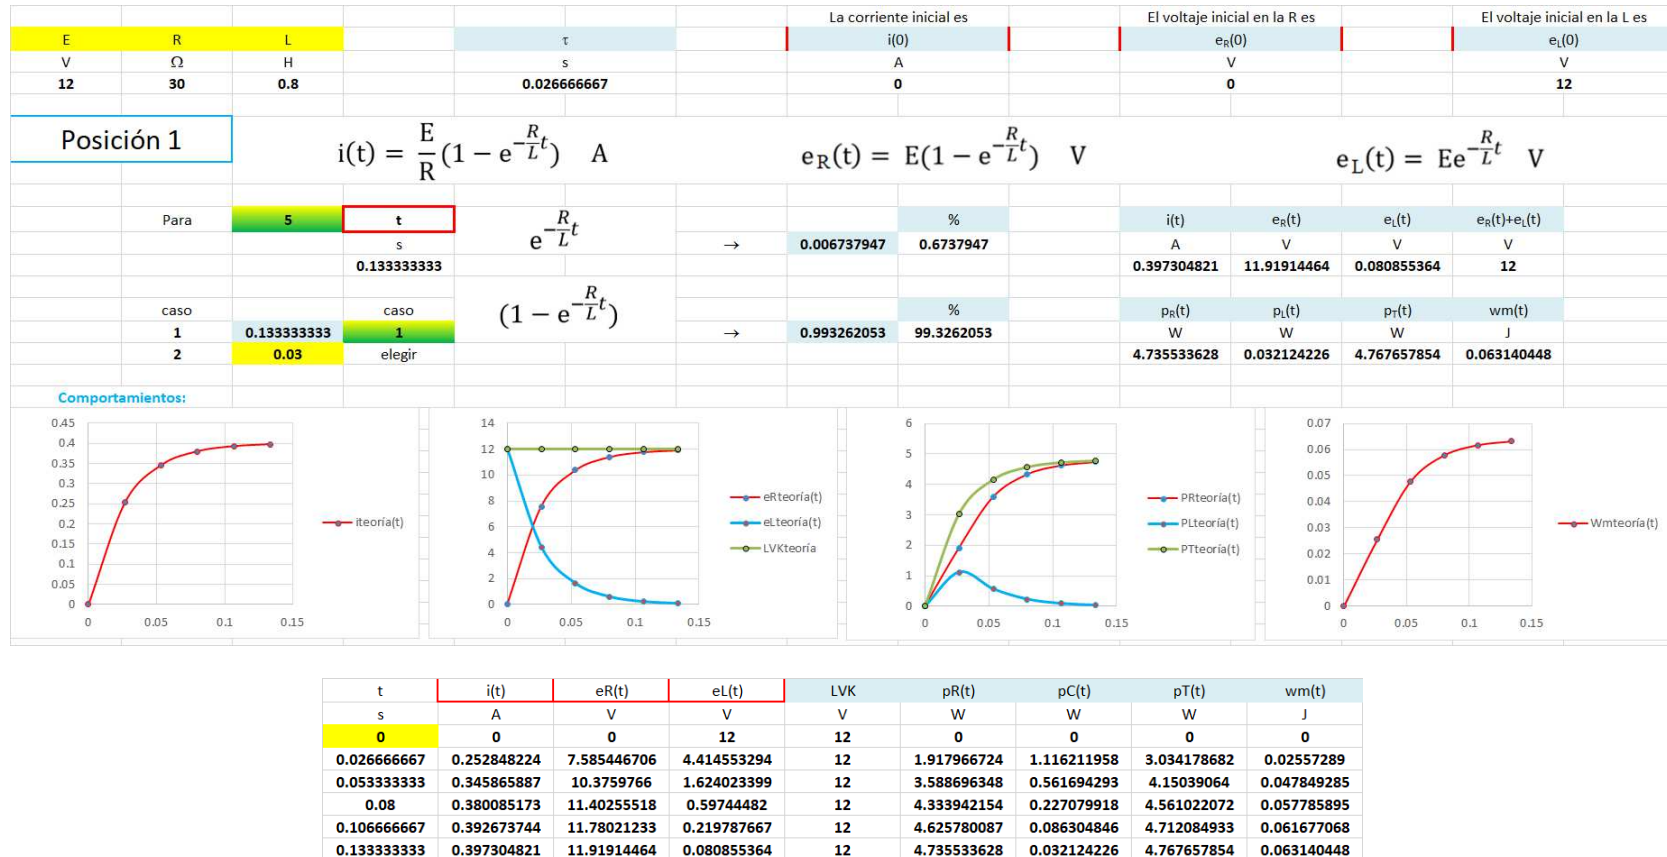 La corriente inicial es El voltaje inicial en la R es El voltaje inicial en la L es
E R L τ i(0) eR(0) eL(0)
V Ω H s A V V
12 30 0.8 0.026666667 0 0 12
Posición 1 i(t) = E/R (1 − e^(−R/L t)) A eR(t) = E(1 − e^(−R/L t)) V eL(t) = Ee^(−R/L t) V
Para 5 t e^(−R/L t) % i(t) eR(t) eL(t) eR(t)+eL(t)
s → 0.006737947 0.6737947 A V V V
0.133333333 0.397304821 11.91914464 0.080855364 12
caso caso (1 − e^(−R/L t)) % pR(t) pL(t) pT(t) wm(t)
1 0.133333333 1 → 0.993262053 99.3262053 W W W J
2 0.03 elegir 4.735533628 0.032124226 4.767657854 0.063140448
Comportamientos:
0.45
0.4
0.35
0.3
0.25
0.2
0.15
0.1
0.05
0
0 0.05 0.1 0.15
iteoría(t)
14
12
10
8
6
4
2
0
0 0.05 0.1 0.15
eRteoría(t)
eLteoría(t)
LVKteoría
6
5
4
3
2
1
0
0 0.05 0.1 0.15
PRteoría(t)
PLteoría(t)
PTteoría(t)
0.07
0.06
0.05
0.04
0.03
0.02
0.01
0
0 0.05 0.1 0.15
Wmteoría(t)
t i(t) eR(t) eL(t) LVK pR(t) pC(t) pT(t) wm(t)
s A V V V W W W J
0 0 0 12 12 0 0 0 0
0.026666667 0.252848224 7.585446706 4.414553294 12 1.917966724 1.116211958 3.034178682 0.02557289
0.053333333 0.345865887 10.3759766 1.624023399 12 3.588696348 0.561694293 4.15039064 0.047849285
0.08 0.380085173 11.40255518 0.59744482 12 4.333942154 0.227079918 4.561022072 0.057785895
0.106666667 0.392673744 11.78021233 0.219787667 12 4.625780087 0.086304846 4.712084933 0.061677068
0.133333333 0.397304821 11.91914464 0.080855364 12 4.735533628 0.032124226 4.767657854 0.063140448